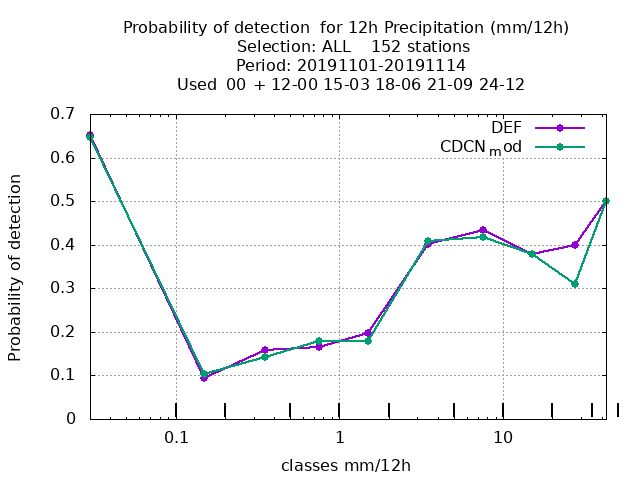 Probability of detection for 12h Precipitation (mm/12h)
Selection: ALL 152 stations
Period: 20191101-20191114
Used 00 + 12-00 15-03 18-06 21-09 24-12
DEF
CDCNmod
0.7
0.6
0.5
0.4
0.3
0.2
0.1
0
Probability of detection
0.1 1 10
classes mm/12h